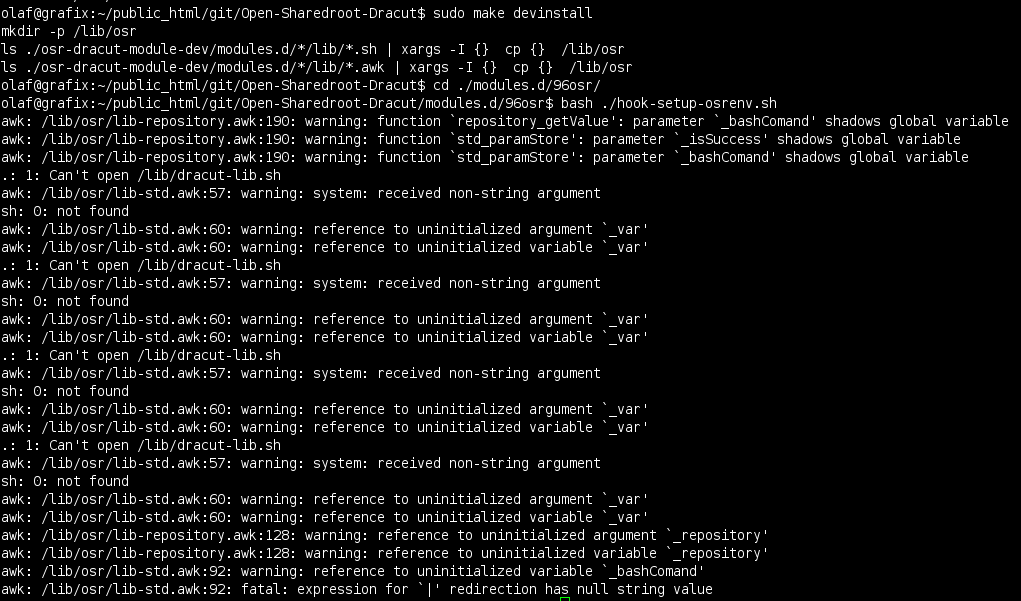 olaf@grafix:~/public_html/git/Open-Sharedroot-Dracut$ sudo make devinstall
mkdir -p /lib/osr
ls ./osr-dracut-module-dev/modules.d/*/lib/*.sh | xargs -I {}  cp {}  /lib/osr
ls ./osr-dracut-module-dev/modules.d/*/lib/*.awk | xargs -I {}  cp {}  /lib/osr
olaf@grafix:~/public_html/git/Open-Sharedroot-Dracut$ cd ./modules.d/96osr/
olaf@grafix:~/public_html/git/Open-Sharedroot-Dracut/modules.d/96osr$ bash ./hook-setup-osrenv.sh
awk: /lib/osr/lib-repository.awk:190: warning: function `repository_getValue': parameter `_bashComand' shadows global variable
awk: /lib/osr/lib-repository.awk:190: warning: function `std_paramStore': parameter `_isSuccess' shadows global variable
awk: /lib/osr/lib-repository.awk:190: warning: function `std_paramStore': parameter `_bashComand' shadows global variable
.: 1: Can't open /lib/dracut-lib.sh
awk: /lib/osr/lib-std.awk:57: warning: system: received non-string argument
sh: 0: not found
awk: /lib/osr/lib-std.awk:60: warning: reference to uninitialized argument `_var'
awk: /lib/osr/lib-std.awk:60: warning: reference to uninitialized variable `_var'
.: 1: Can't open /lib/dracut-lib.sh
awk: /lib/osr/lib-std.awk:57: warning: system: received non-string argument
sh: 0: not found
awk: /lib/osr/lib-std.awk:60: warning: reference to uninitialized argument `_var'
awk: /lib/osr/lib-std.awk:60: warning: reference to uninitialized variable `_var'
.: 1: Can't open /lib/dracut-lib.sh
awk: /lib/osr/lib-std.awk:57: warning: system: received non-string argument
sh: 0: not found
awk: /lib/osr/lib-std.awk:60: warning: reference to uninitialized argument `_var'
awk: /lib/osr/lib-std.awk:60: warning: reference to uninitialized variable `_var'
.: 1: Can't open /lib/dracut-lib.sh
awk: /lib/osr/lib-std.awk:57: warning: system: received non-string argument
sh: 0: not found
awk: /lib/osr/lib-std.awk:60: warning: reference to uninitialized argument `_var'
awk: /lib/osr/lib-std.awk:60: warning: reference to uninitialized variable `_var'
awk: /lib/osr/lib-repository.awk:128: warning: reference to uninitialized argument `_repository'
awk: /lib/osr/lib-repository.awk:128: warning: reference to uninitialized variable `_repository'
awk: /lib/osr/lib-std.awk:92: warning: reference to uninitialized variable `_bashComand'
awk: /lib/osr/lib-std.awk:92: fatal: expression for `|' redirection has null string value